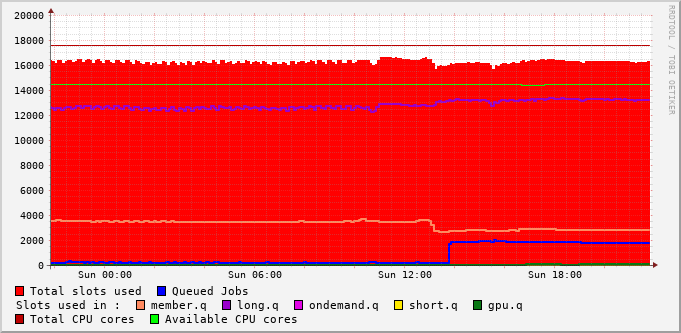 20000
18000
16000
14000
12000
10000
8000
6000
4000
2000
0
Sun 00:00 Sun 06:00 Sun 12:00 Sun 18:00
RRDTOOL / TOBI OETIKER
Total slots used Queued Jobs
Slots used in : member.q long.q ondemand.q short.q gpu.q
Total CPU cores Available CPU cores